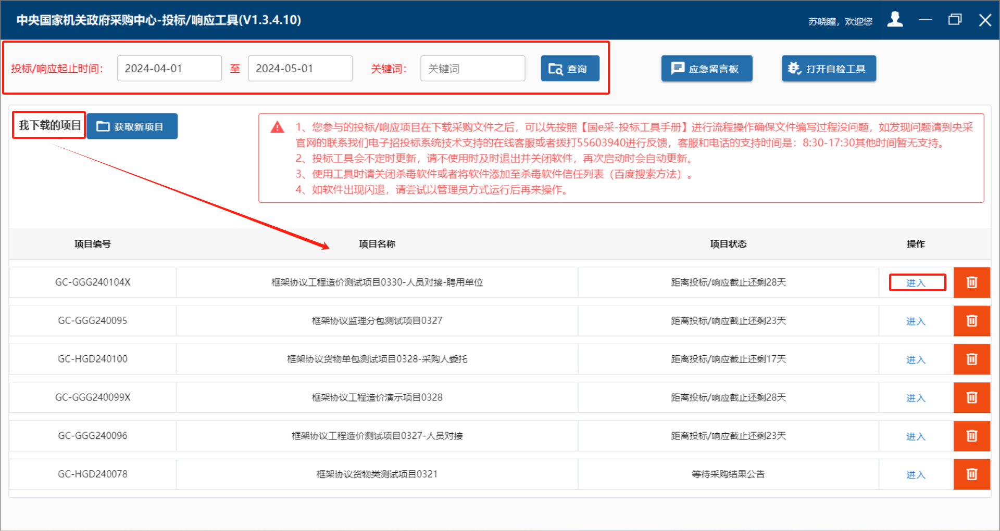 中央国家机关政府采购中心-投标/响应工具(V1.3.4.10)
苏晓瞳，欢迎您
投标/响应起止时间：
2024-04-01
至
2024-05-01
关键词：
关键词
查询
应急留言板
打开自检工具
我下载的项目
获取新项目
1、您参与的投标/响应项目在下载采购文件之后，可以先按照【国e采-投标工具手册】进行流程操作确保文件编写过程没问题，如发现问题请到央采
官网的联系我们电子招投标系统技术支持的在线客服或者拨打55603940进行反馈，客服和电话的支持时间是：8:30-17:30其他时间暂无支持。
2、投标工具会不定时更新，请不使用时及时退出并关闭软件，再次启动时会自动更新。
3、使用工具时请关闭杀毒软件或者将软件添加至杀毒软件信任列表（百度搜索方法）。
4、如软件出现闪退，请尝试以管理员方式运行后再来操作。
项目编号 项目名称 项目状态 操作
GC-GGG240104X 框架协议工程造价测试项目0330-人员对接-聘用单位 距离投标/响应截止还剩28天 进入
GC-GGG240095 框架协议监理分包测试项目0327 距离投标/响应截止还剩23天 进入
GC-HGD240100 框架协议货物单包测试项目0328-采购人委托 距离投标/响应截止还剩17天 进入
GC-GGG240099X 框架协议工程造价演示项目0328 距离投标/响应截止还剩28天 进入
GC-GGG240096 框架协议工程造价测试项目0327-人员对接 距离投标/响应截止还剩23天 进入
GC-HGD240078 框架协议货物类测试项目0321 等待采购结果公告 进入